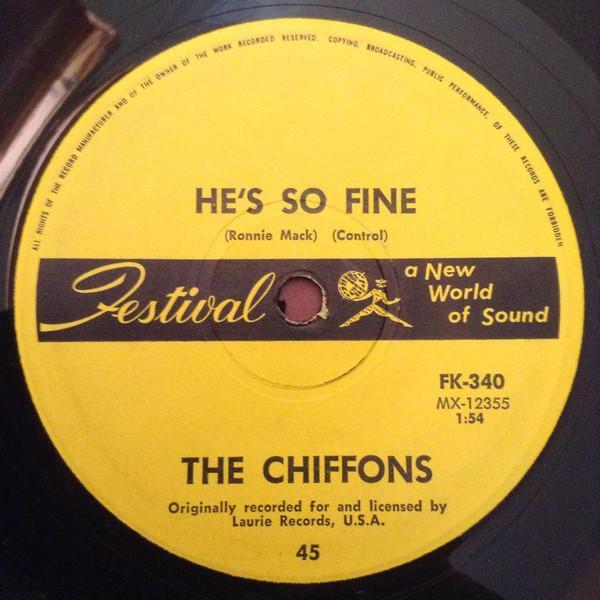 ALL RIGHTS OF THE RECORD MANUFACTURER AND OF THE OWNER OF THE WORK RECORDED RESERVED. COPYING, BROADCASTING, PUBLIC PERFORMANCE, OF THESE RECORDS ARE FORBIDDEN
HE'S SO FINE
(Ronnie Mack) (Control)
Festival
a New
World
of Sound
FK-340
MX-12355
1:54
THE CHIFFONS
Originally recorded for and licensed by
Laurie Records, U.S.A.
45